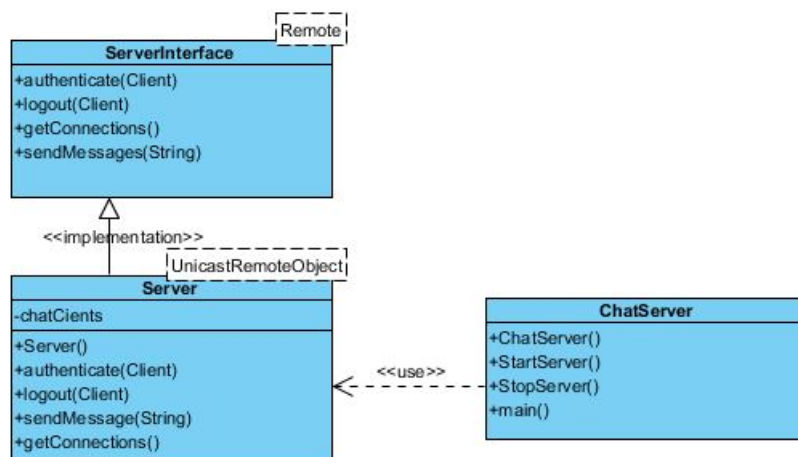 Remote
ServerInterface
+authenticate(Client)
+logout(Client)
+getConnections()
+sendMessages(String)
<<implementation>>
UnicastRemoteObject
Server
-chatCients
+Server()
+authenticate(Client)
+logout(Client)
+sendMessage(String)
+getConnections()
<<use>>
ChatServer
+ChatServer()
+StartServer()
+StopServer()
+main()